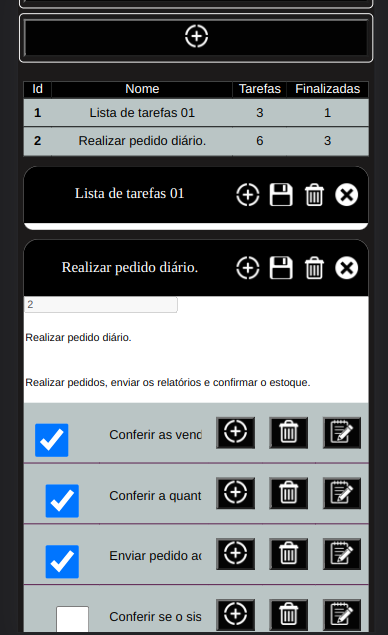 Id Nome Tarefas Finalizadas
1 Lista de tarefas 01 3 1
2 Realizar pedido diário. 6 3
Lista de tarefas 01
Realizar pedido diário.
2
Realizar pedido diário.
Realizar pedidos, enviar os relatórios e confirmar o estoque.
Conferir as vend
Conferir a quant
Enviar pedido ao
Conferir se o sis